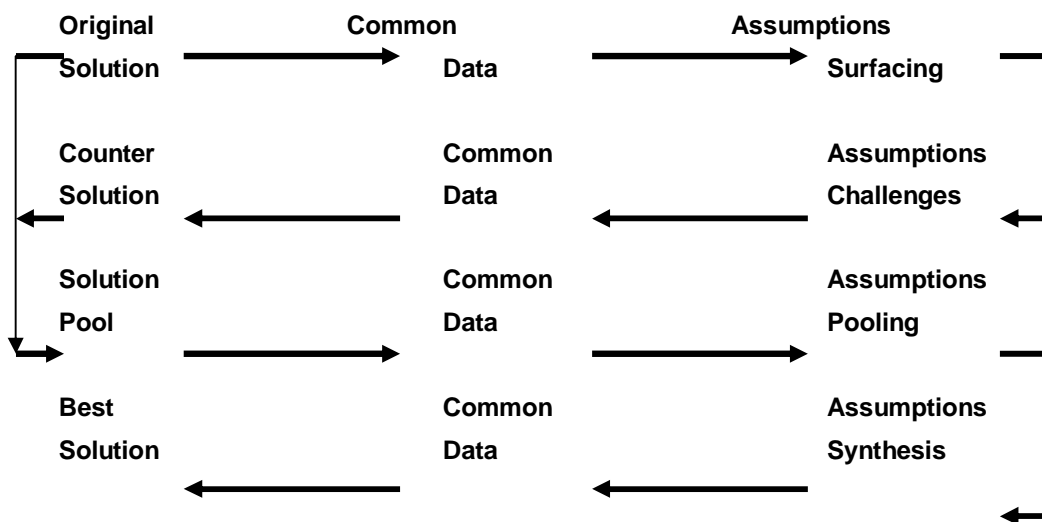 Original Common Assumptions
Solution Data Surfacing
Counter Common Assumptions
Solution Data Challenges
Solution Common Assumptions
Pool Data Pooling
Best Common Assumptions
Solution Data Synthesis